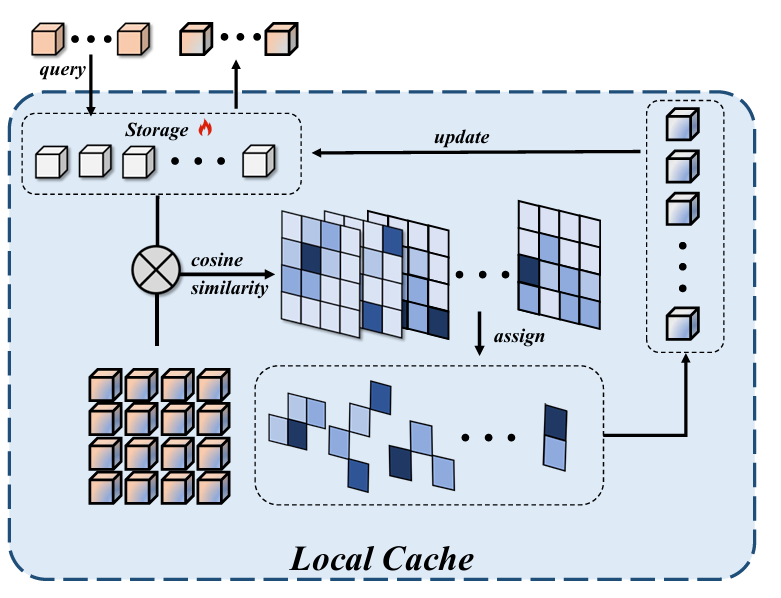 query
Storage
update
cosine
similarity
assign
Local Cache